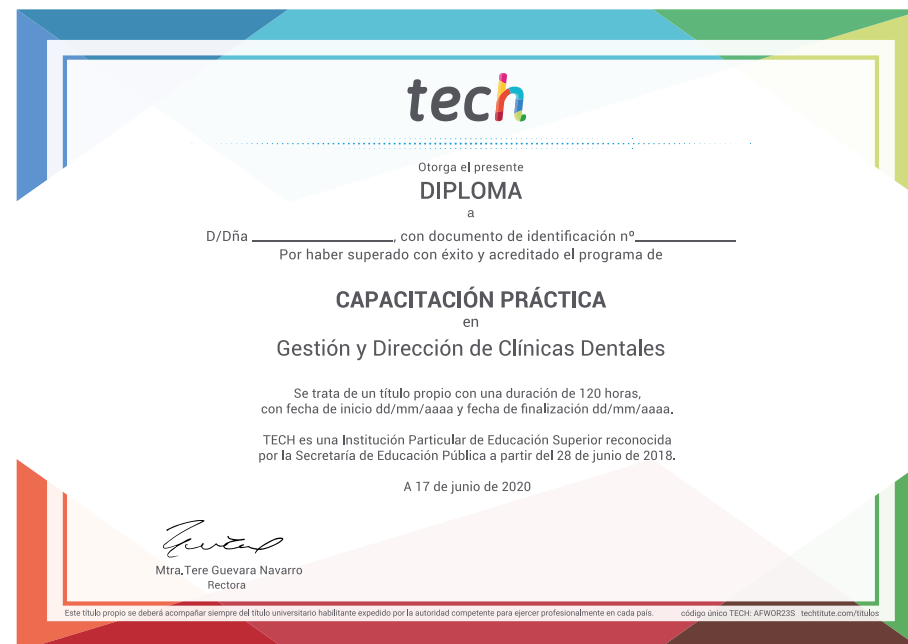 tech
Otorga el presente
DIPLOMA
a
D/Dña ____________, con documento de identificación nº____________
Por haber superado con éxito y acreditado el programa de
CAPACITACIÓN PRÁCTICA
en
Gestión y Dirección de Clínicas Dentales
Se trata de un título propio con una duración de 120 horas,
con fecha de inicio dd/mm/aaaa y fecha de finalización dd/mm/aaaa.
TECH es una Institución Particular de Educación Superior reconocida
por la Secretaría de Educación Pública a partir del 28 de junio de 2018.
A 17 de junio de 2020
Mtra.Tere Guevara Navarro
Rectora
Este título propio se deberá acompañar siempre del título universitario habilitante expedido por la autoridad competente para ejercer profesionalmente en cada país. código único TECH: AFWOR23S techtitute.com/titulos